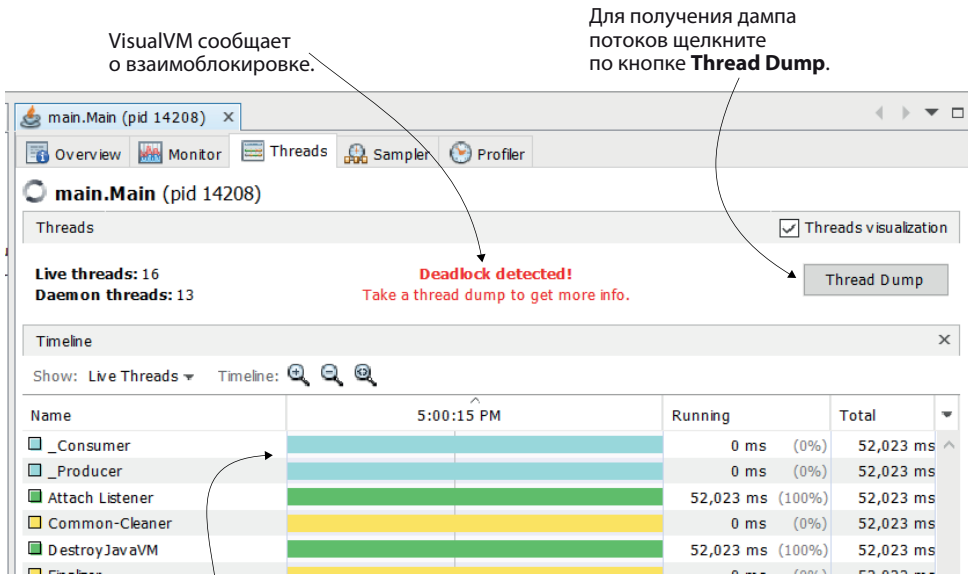 Для получения дампа
потоков щелкните
по кнопке Thread Dump.
VisualVM сообщает
о взаимоблокировке.
main.Main (pid 14208) X
Overview Monitor Threads Sampler Profiler
main.Main (pid 14208)
Threads Threads visualization
Live threads: 16 Deadlock detected! Thread Dump
Daemon threads: 13 Take a thread dump to get more info.
Timeline
Show: Live Threads Timeline:
Name 5:00:15 PM Running Total
_Consumer 0 ms (0%) 52,023 ms
_Producer 0 ms (0%) 52,023 ms
Attach Listener 52,023 ms (100%) 52,023 ms
Common-Cleaner 0 ms (0%) 52,023 ms
DestroyJavaVM 52,023 ms (100%) 52,023 ms